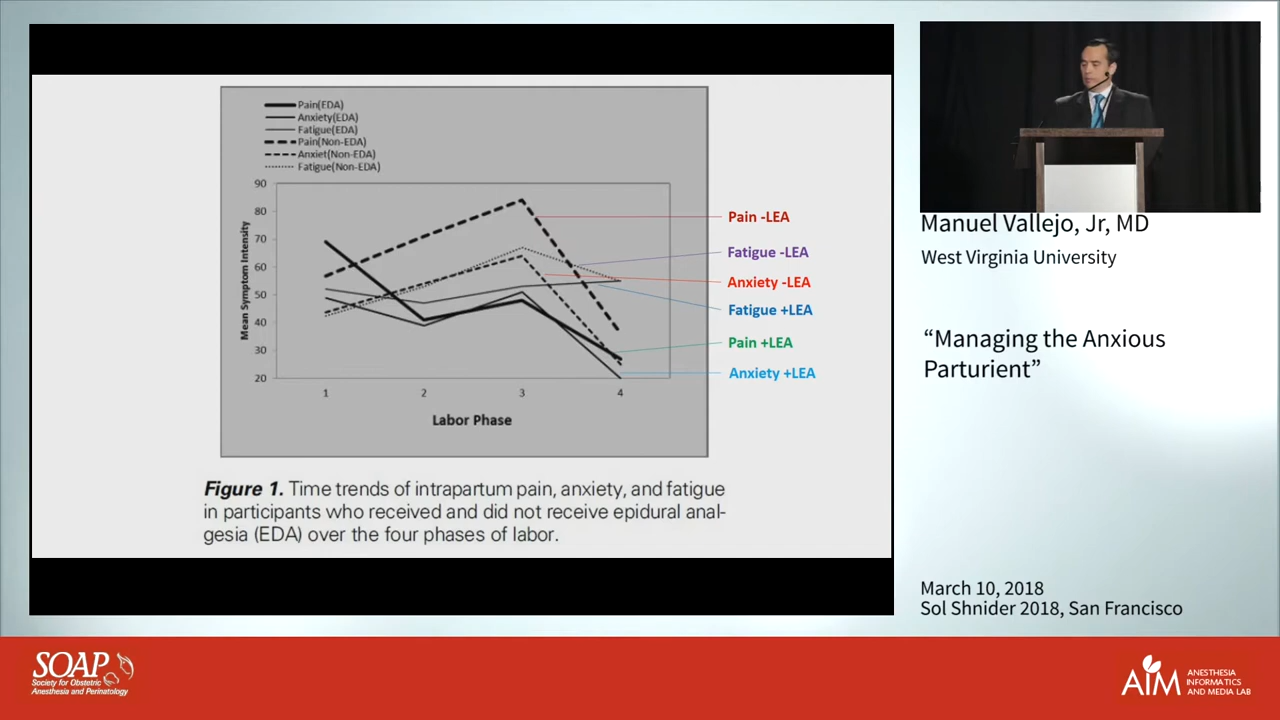 Pain(EDA)
Anxiety(EDA)
Fatigue(EDA)
Pain(Non-EDA)
Anxiet(Non-EDA)
Fatigue(Non-EDA)
90
80
70
60
50
40
30
20
Mean Symptom Intensity
1 2 3 4
Labor Phase
Pain -LEA
Fatigue -LEA
Anxiety -LEA
Fatigue +LEA
Pain +LEA
Anxiety +LEA
Figure 1. Time trends of intrapartum pain, anxiety, and fatigue
in participants who received and did not receive epidural anal-
gesia (EDA) over the four phases of labor.
Manuel Vallejo, Jr, MD
West Virginia University
“Managing the Anxious
Parturient”
March 10, 2018
Sol Shnider 2018, San Francisco
SOAP
Society for Obstetric
Anesthesia and Perinatology
AIM
ANESTHESIA
INFORMATICS
AND MEDIA LAB